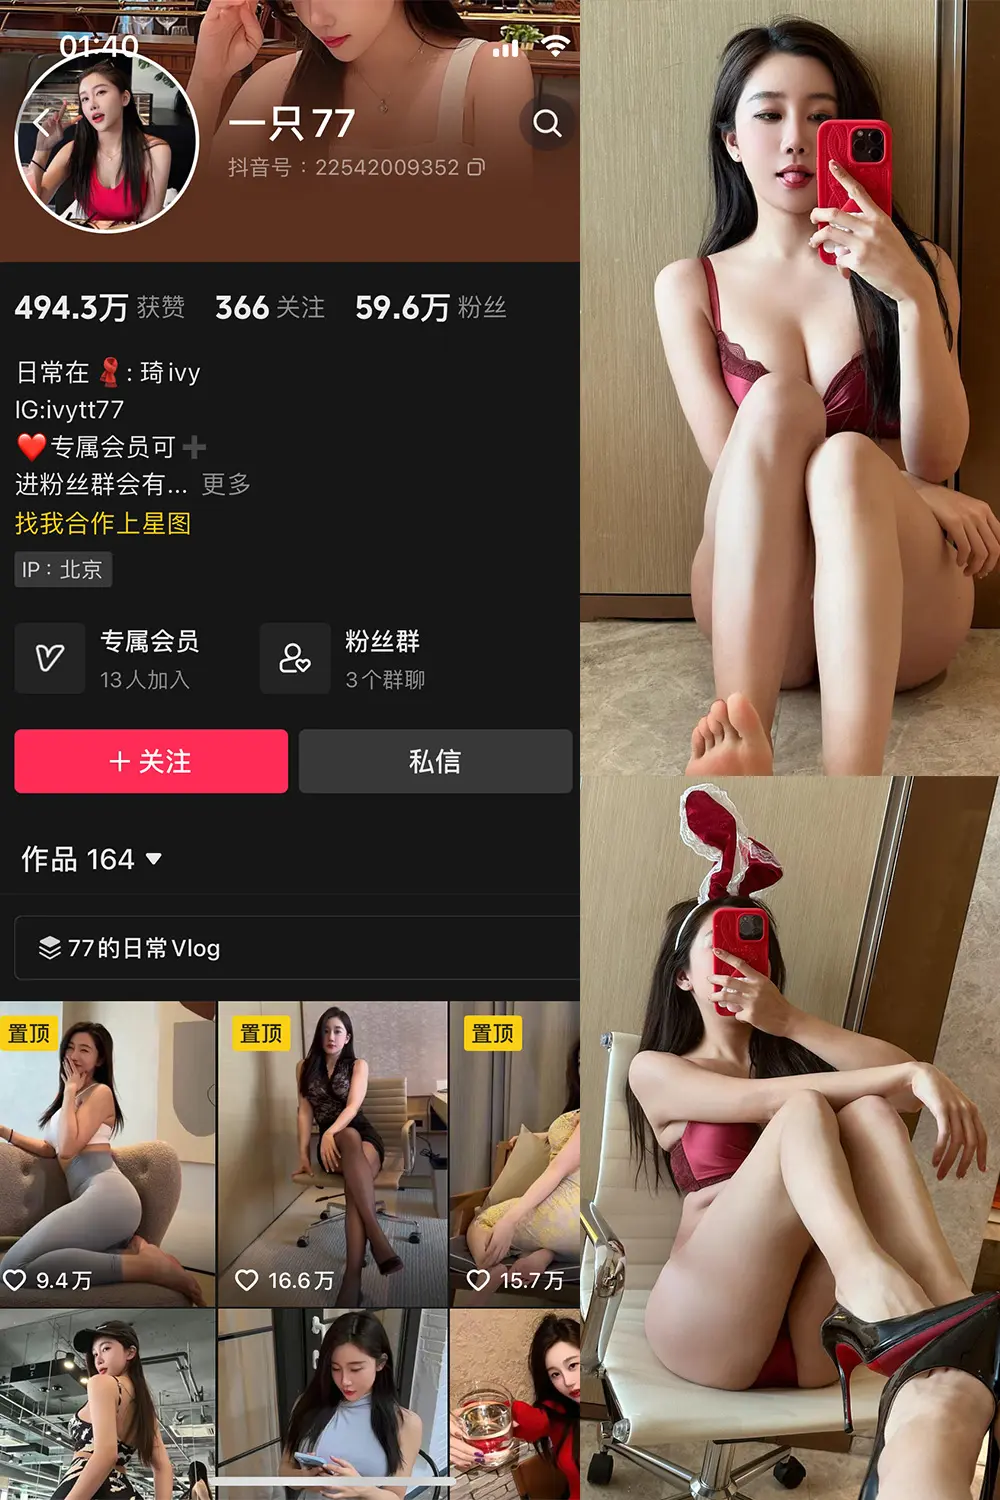 01:40
一只77
抖音号：22542009352
494.3万 获赞 366 关注 59.6万 粉丝
日常在🧣: 琦ivy
IG:ivytt77
❤️专属会员可➕
进粉丝群会有... 更多
找我合作上星图
IP：北京
专属会员
13人加入
粉丝群
3个群聊
＋关注
私信
作品 164
77的日常Vlog
置顶
置顶
置顶
9.4万
16.6万
15.7万